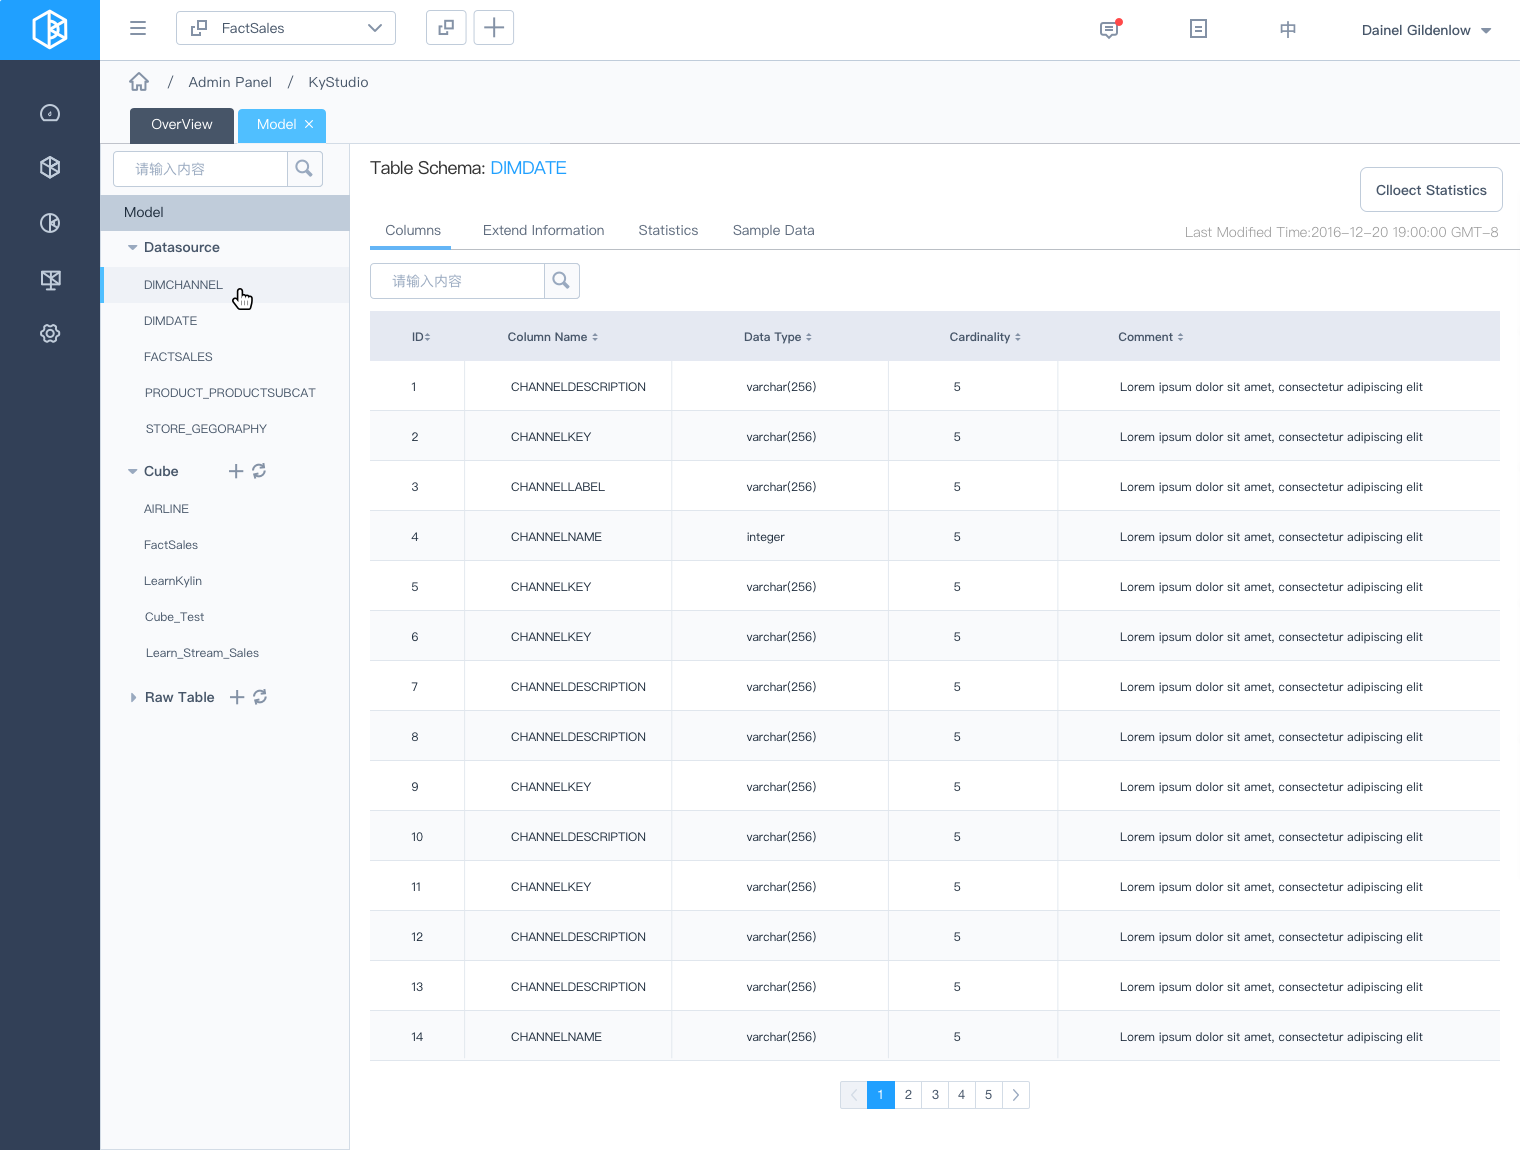 FactSales
中
Dainel Gildenlow
/ Admin Panel / KyStudio
OverView
Model ×
请输入内容
Model
Datasource
DIMCHANNEL
DIMDATE
FACTSALES
PRODUCT_PRODUCTSUBCAT
STORE_GEGORAPHY
Cube
AIRLINE
FactSales
LearnKylin
Cube_Test
Learn_Stream_Sales
Raw Table
Table Schema: DIMDATE
Clloect Statistics
Columns Extend Information Statistics Sample Data
Last Modified Time:2016-12-20 19:00:00 GMT-8
请输入内容
ID Column Name Data Type Cardinality Comment
1 CHANNELDESCRIPTION varchar(256) 5 Lorem ipsum dolor sit amet, consectetur adipiscing elit
2 CHANNELKEY varchar(256) 5 Lorem ipsum dolor sit amet, consectetur adipiscing elit
3 CHANNELLABEL varchar(256) 5 Lorem ipsum dolor sit amet, consectetur adipiscing elit
4 CHANNELNAME integer 5 Lorem ipsum dolor sit amet, consectetur adipiscing elit
5 CHANNELKEY varchar(256) 5 Lorem ipsum dolor sit amet, consectetur adipiscing elit
6 CHANNELKEY varchar(256) 5 Lorem ipsum dolor sit amet, consectetur adipiscing elit
7 CHANNELDESCRIPTION varchar(256) 5 Lorem ipsum dolor sit amet, consectetur adipiscing elit
8 CHANNELDESCRIPTION varchar(256) 5 Lorem ipsum dolor sit amet, consectetur adipiscing elit
9 CHANNELKEY varchar(256) 5 Lorem ipsum dolor sit amet, consectetur adipiscing elit
10 CHANNELDESCRIPTION varchar(256) 5 Lorem ipsum dolor sit amet, consectetur adipiscing elit
11 CHANNELKEY varchar(256) 5 Lorem ipsum dolor sit amet, consectetur adipiscing elit
12 CHANNELDESCRIPTION varchar(256) 5 Lorem ipsum dolor sit amet, consectetur adipiscing elit
13 CHANNELDESCRIPTION varchar(256) 5 Lorem ipsum dolor sit amet, consectetur adipiscing elit
14 CHANNELNAME varchar(256) 5 Lorem ipsum dolor sit amet, consectetur adipiscing elit
1 2 3 4 5